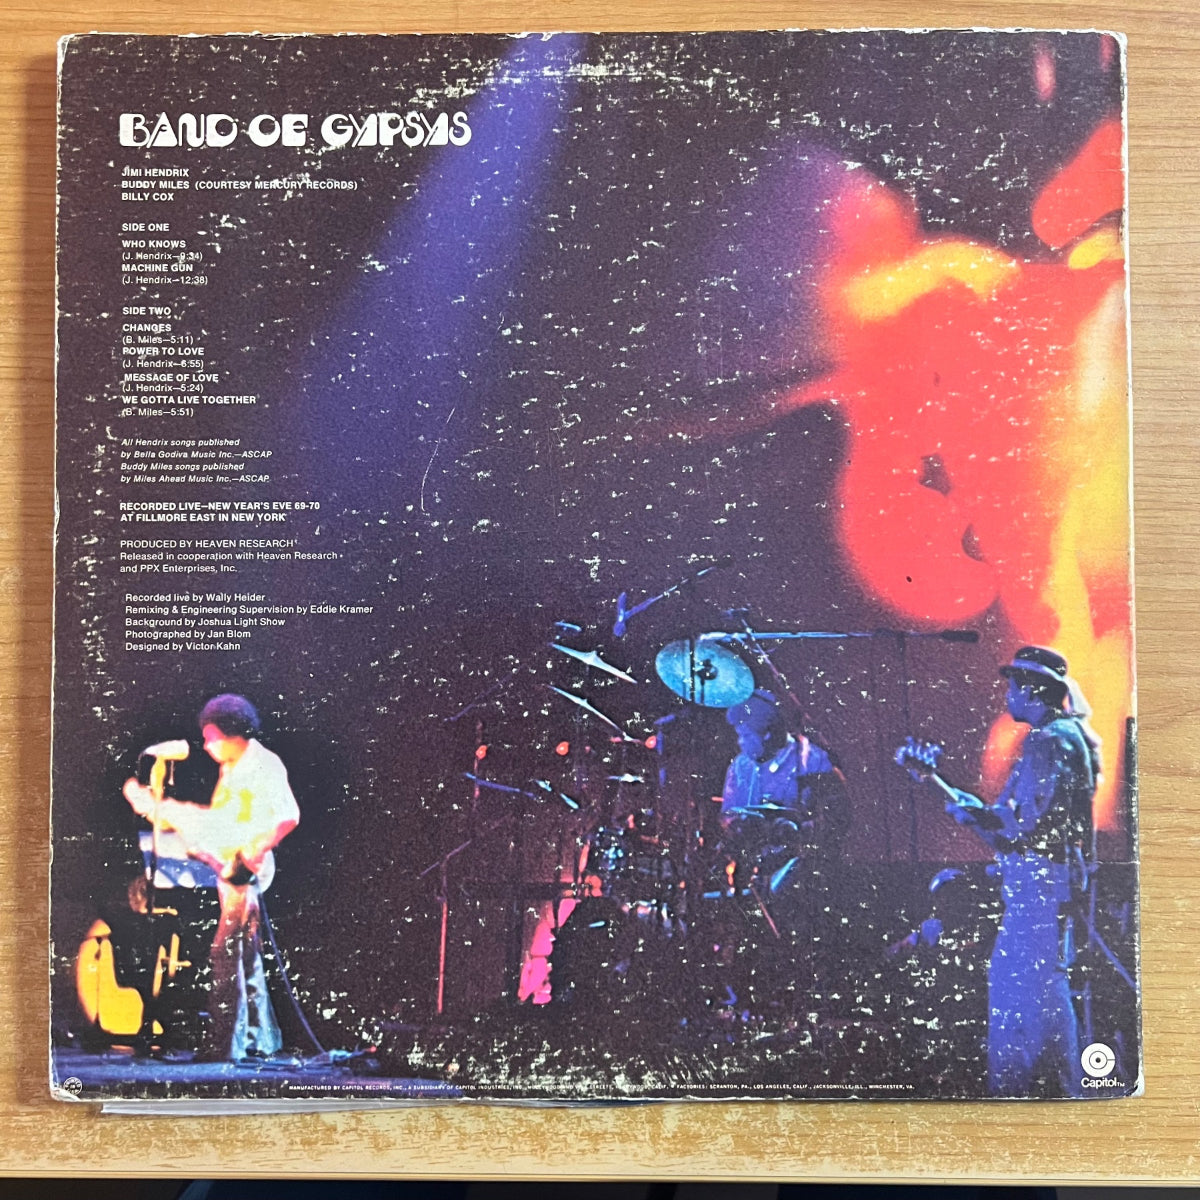 BAND OF GYPSYS
JIMI HENDRIX
BUDDY MILES (COURTESY MERCURY RECORDS)
BILLY COX
SIDE ONE
WHO KNOWS
(J. Hendrix—9:34)
MACHINE GUN
(J. Hendrix—12:38)
SIDE TWO
CHANGES
(B. Miles—5:11)
POWER TO LOVE
(J. Hendrix—6:55)
MESSAGE OF LOVE
(J. Hendrix—5:24)
WE GOTTA LIVE TOGETHER
(B. Miles—5:51)
All Hendrix songs published
by Bella Godiva Music Inc.—ASCAP
Buddy Miles songs published
by Miles Ahead Music Inc.—ASCAP
RECORDED LIVE—NEW YEAR'S EVE 69-70
AT FILLMORE EAST IN NEW YORK
PRODUCED BY HEAVEN RESEARCH
Released in cooperation with Heaven Research
and PPX Enterprises, Inc.
Recorded live by Wally Heider
Remixing & Engineering Supervision by Eddie Kramer
Background by Joshua Light Show
Photographed by Jan Blom
Designed by Victor Kahn
MANUFACTURED BY CAPITOL RECORDS, INC., A SUBSIDIARY OF CAPITOL INDUSTRIES, INC., CALIF. FACTORIES: SCRANTON, PA., LOS ANGELES, CALIF., JACKSONVILLE, ILL., WINCHESTER, VA.
Capitol TM